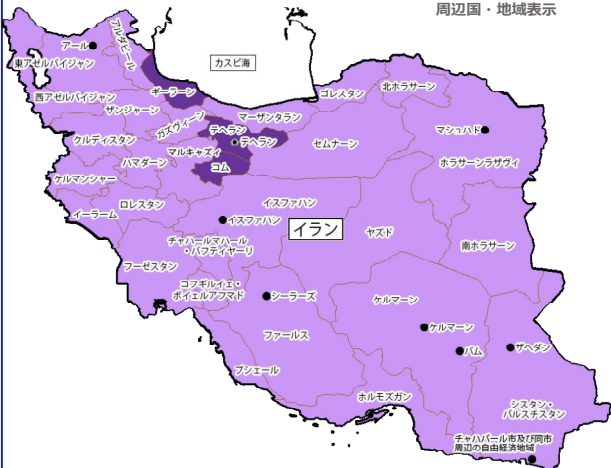 周辺国・地域表示
アルダビール
アール
東アゼルバイジャン
カスピ海
北ホラサーン
ゴレスタン
西アゼルバイジャン
ギーラーン
ザンジャーン
マーザンタラン
ガズヴィーン
テヘラン
マシュハド
クルディスタン
テヘラン
セムナーン
マルキャズィ
ハマダーン
コム
ホラサーンラザヴィ
ケルマンシャー
ロレスタン
イスファハン
イーラーム
イスファハン
イラン
ヤズド
チャハールマハール
・バフティヤーリ
南ホラサーン
フーゼスタン
コフギルイェ・
ボイェルアフマド
シーラーズ
ケルマーン
ファールス
ケルマーン
バム
ザヘダン
ブシェール
ホルモズガン
シスタン・
バルスチスタン
チャハバール市及び同市
周辺の自由経済地域